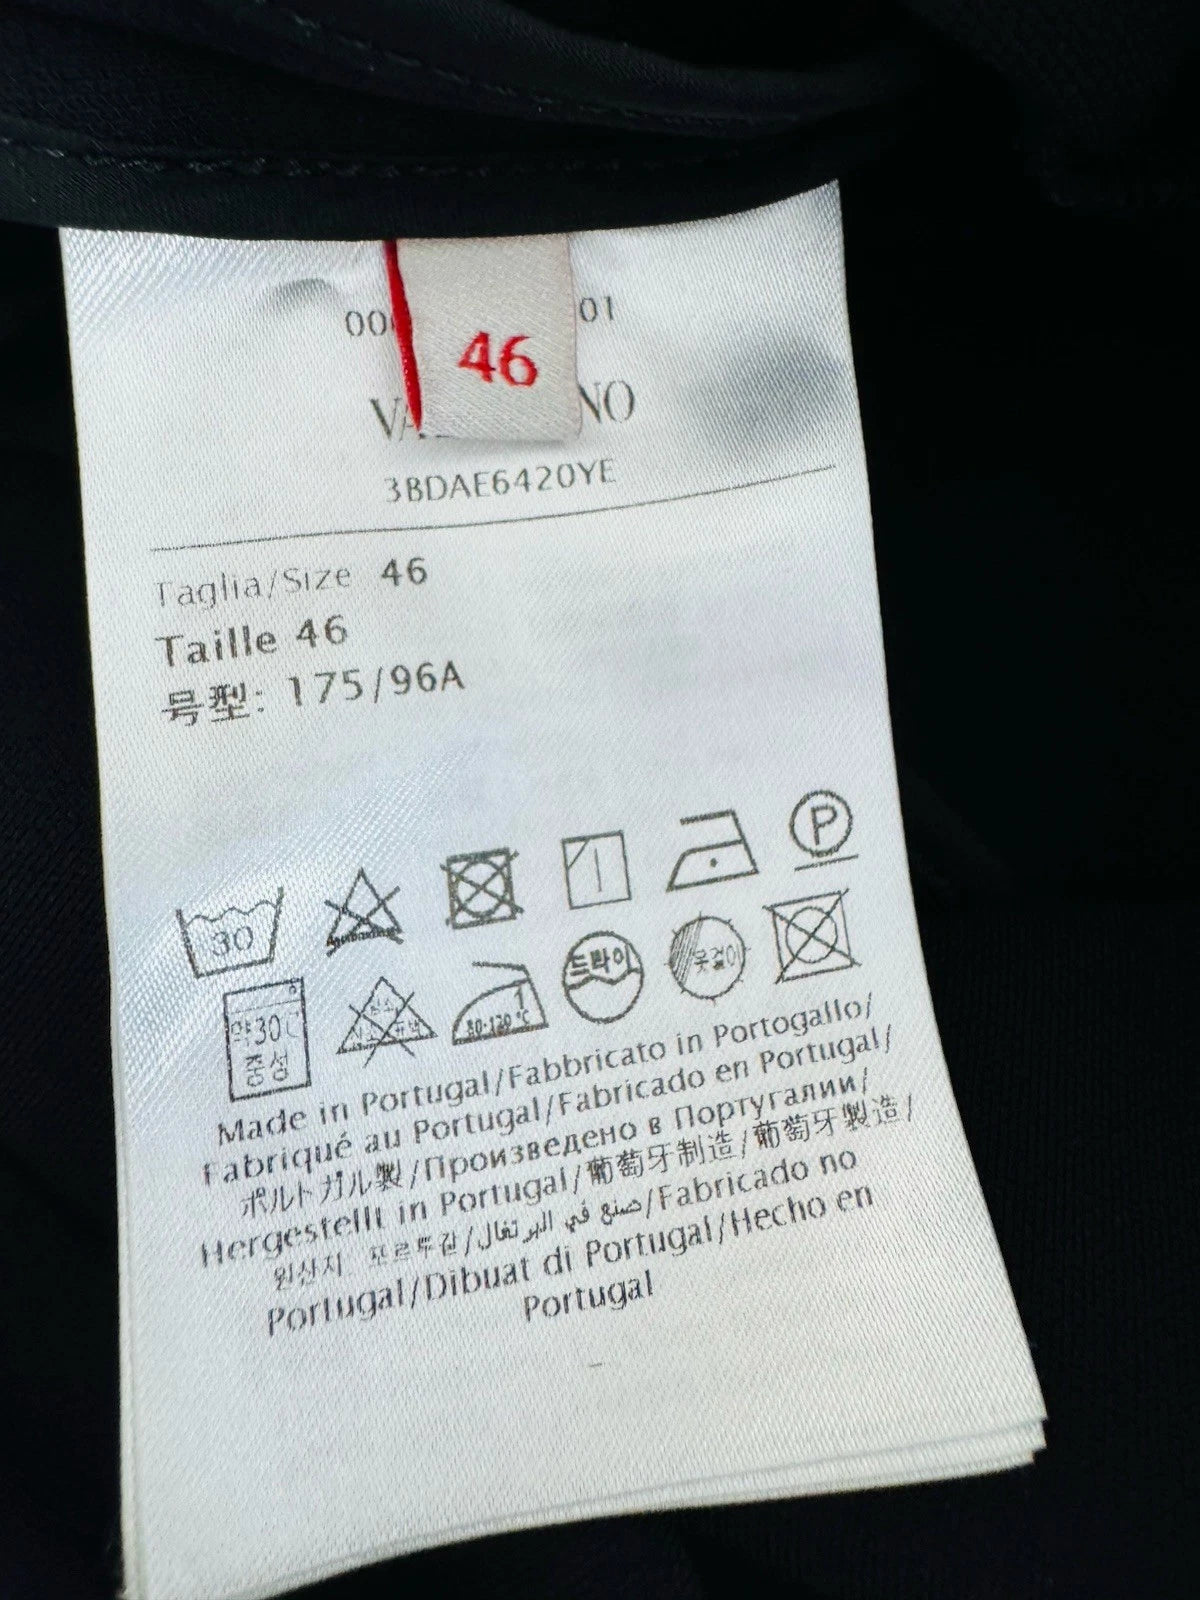 46
3BDAE6420YE
Taglia/Size 46
Taille 46
号型: 175/96A
P
30
드라이
옷걸이
약30℃
중성
1
80-120℃
Made in Portugal/Fabbricato in Portogallo/
Fabriqué au Portugal/Fabricado en Portugal/
ポルトガル製/Произведено в Португалии/
Hergestellt in Portugal/葡萄牙制造/葡萄牙製造/
원산지: 포르투갈/صنع في البرتغال/Fabricado no
Portugal/Dibuat di Portugal/Hecho en
Portugal